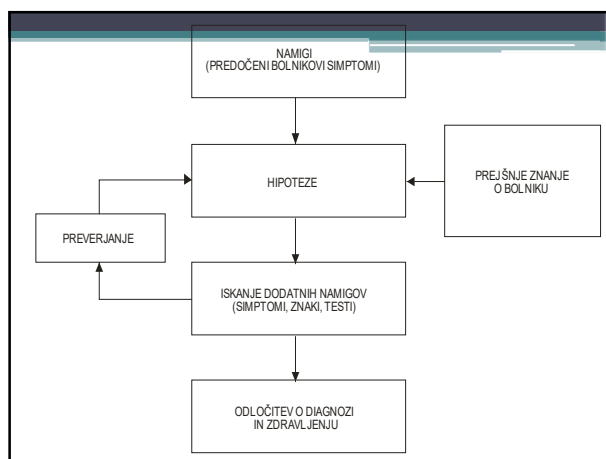 NAMIGI
(PREDOČENI BOLNIKOVI SIMPTOMI)
HIPOTEZE
PREJŠNJE ZNANJE
O BOLNIKU
PREVERJANJE
ISKANJE DODATNIH NAMIGOV
(SIMPTOMI, ZNAKI, TESTI)
ODLOČITEV O DIAGNOZI
IN ZDRAVLJENJU